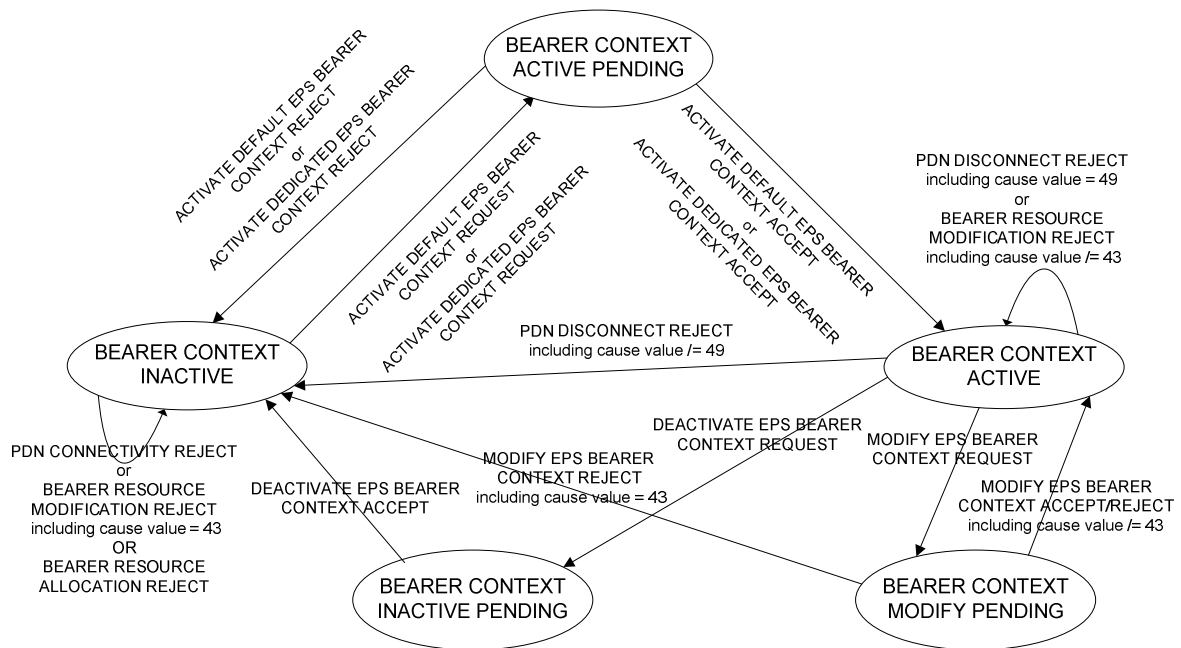 BEARER CONTEXT
ACTIVE PENDING
ACTIVATE DEFAULT EPS BEARER
CONTEXT REJECT
or
ACTIVATE DEDICATED EPS BEARER
CONTEXT REJECT
ACTIVATE DEFAULT EPS BEARER
CONTEXT REQUEST
or
ACTIVATE DEDICATED EPS BEARER
CONTEXT REQUEST
ACTIVATE DEFAULT EPS BEARER
CONTEXT ACCEPT
or
ACTIVATE DEDICATED EPS BEARER
CONTEXT ACCEPT
PDN DISCONNECT REJECT
including cause value = 49
or
BEARER RESOURCE
MODIFICATION REJECT
including cause value /= 43
BEARER CONTEXT
INACTIVE
PDN DISCONNECT REJECT
including cause value /= 49
BEARER CONTEXT
ACTIVE
PDN CONNECTIVITY REJECT
or
BEARER RESOURCE
MODIFICATION REJECT
including cause value = 43
OR
BEARER RESOURCE
ALLOCATION REJECT
DEACTIVATE EPS BEARER
CONTEXT ACCEPT
MODIFY EPS BEARER
CONTEXT REJECT
including cause value = 43
DEACTIVATE EPS BEARER
CONTEXT REQUEST
MODIFY EPS BEARER
CONTEXT REQUEST
MODIFY EPS BEARER
CONTEXT ACCEPT/REJECT
including cause value /= 43
BEARER CONTEXT
INACTIVE PENDING
BEARER CONTEXT
MODIFY PENDING